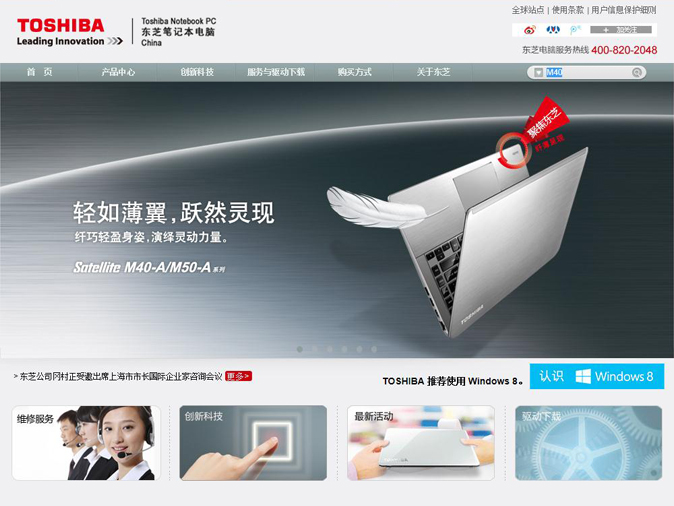 全球站点 | 使用条款 | 用户信息保护细则
TOSHIBA
Leading Innovation >>>
Toshiba Notebook PC
东芝笔记本电脑
China
+ 加关注
东芝电脑服务热线 400-820-2048
首 页 产品中心 创新科技 服务与驱动下载 购买方式 关于东芝 M40
聚焦东芝
轻如薄翼,跃然灵现
纤巧轻盈身姿,演绎灵动力量。
Satellite M40-A/M50-A 系列
TOSHIBA
> 东芝公司冈村正受邀出席上海市市长国际企业家咨询会议 更多>
TOSHIBA 推荐使用 Windows 8。
认识 Windows 8
维修服务 创新科技 最新活动 驱动下载